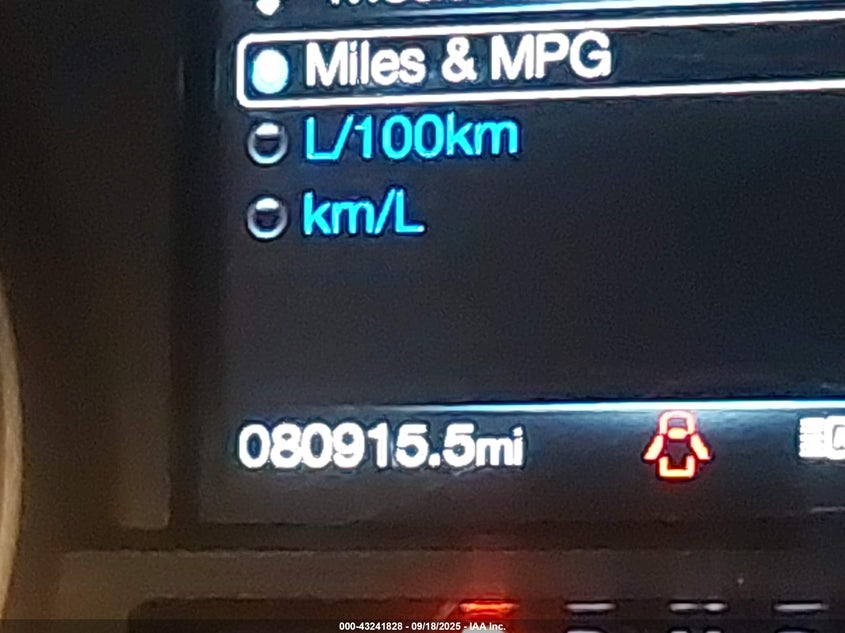 Miles & MPG
L/100km
km/L
080915.5mi
000-43241828 - 09/18/2025 - IAA Inc.